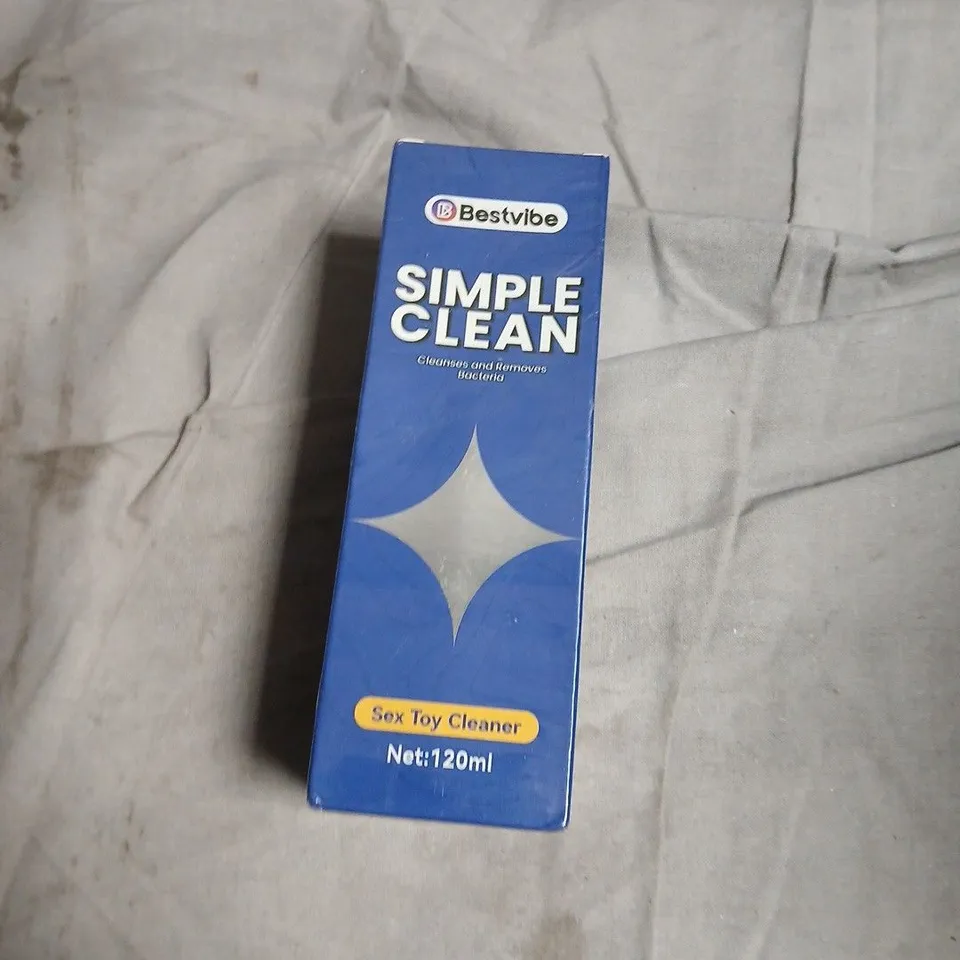 Bestvibe
SIMPLE
CLEAN
Cleanses and Removes
Bacteria
Sex Toy Cleaner
Net:120ml